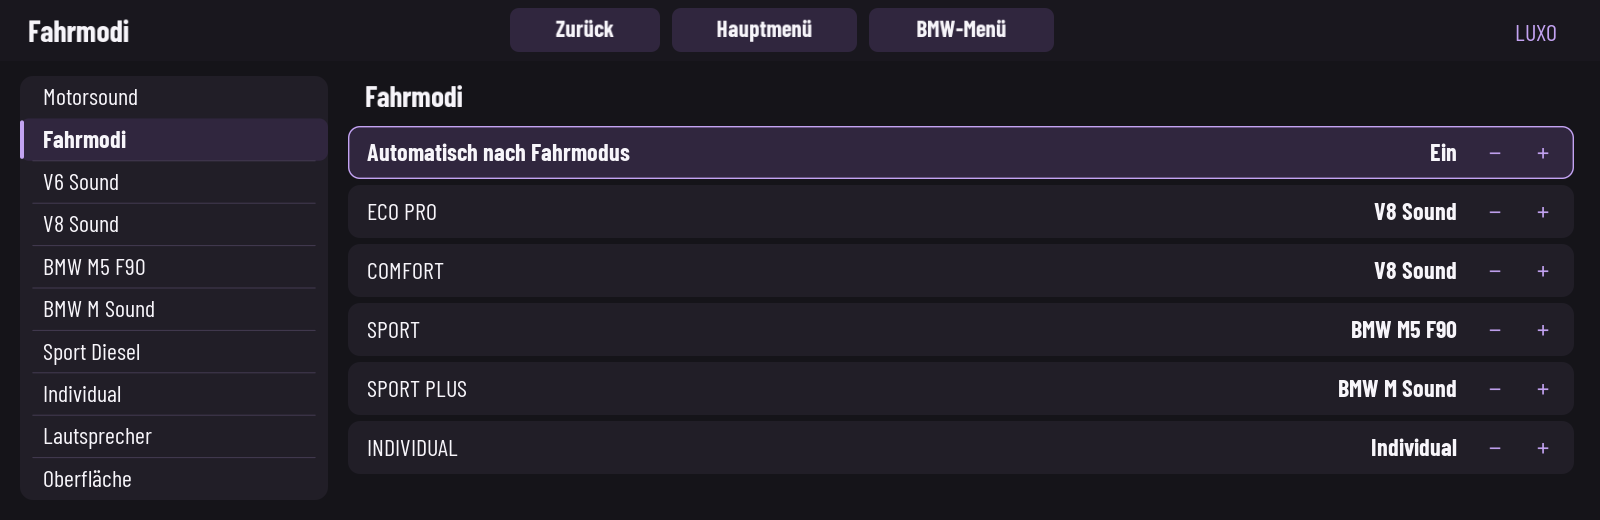 Fahrmodi
Zurück
Hauptmenü
BMW-Menü
LUXO
Motorsound
Fahrmodi
V6 Sound
V8 Sound
BMW M5 F90
BMW M Sound
Sport Diesel
Individual
Lautsprecher
Oberfläche
Fahrmodi
Automatisch nach Fahrmodus Ein − +
ECO PRO V8 Sound − +
COMFORT V8 Sound − +
SPORT BMW M5 F90 − +
SPORT PLUS BMW M Sound − +
INDIVIDUAL Individual − +